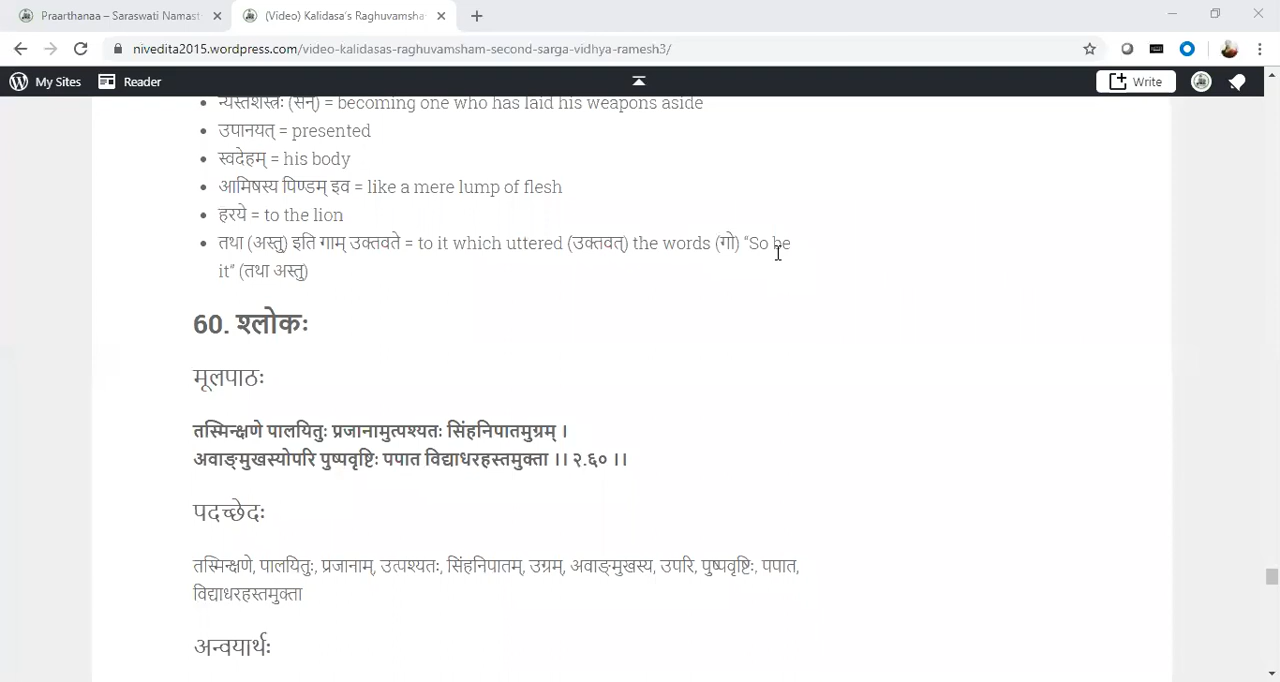 Praarthanaa – Saraswati Namast
(Video) Kalidasa's Raghuvamsha
nivedita2015.wordpress.com/video-kalidasas-raghuvamsham-second-sarga-vidhya-ramesh3/
My Sites
Reader
Write
न्यस्तशस्त्रः (सन्) = becoming one who has laid his weapons aside
उपानयत् = presented
स्वदेहम् = his body
आमिषस्य पिण्डम् इव = like a mere lump of flesh
हरये = to the lion
तथा (अस्तु) इति गाम् उक्तवते = to it which uttered (उक्तवत्) the words (गो) “So be
it” (तथा अस्तु)
60. श्लोकः
मूलपाठः
तस्मिन्क्षणे पालयितुः प्रजानामुत्पश्यतः सिंहनिपातमुग्रम् ।
अवाङ्मुखस्योपरि पुष्पवृष्टिः पपात विद्याधरहस्तमुक्ता ।। २.६० ।।
पदच्छेदः
तस्मिन्क्षणे, पालयितुः, प्रजानाम्, उत्पश्यतः, सिंहनिपातम्, उग्रम्, अवाङ्मुखस्य, उपरि, पुष्पवृष्टिः, पपात,
विद्याधरहस्तमुक्ता
अन्वयार्थः